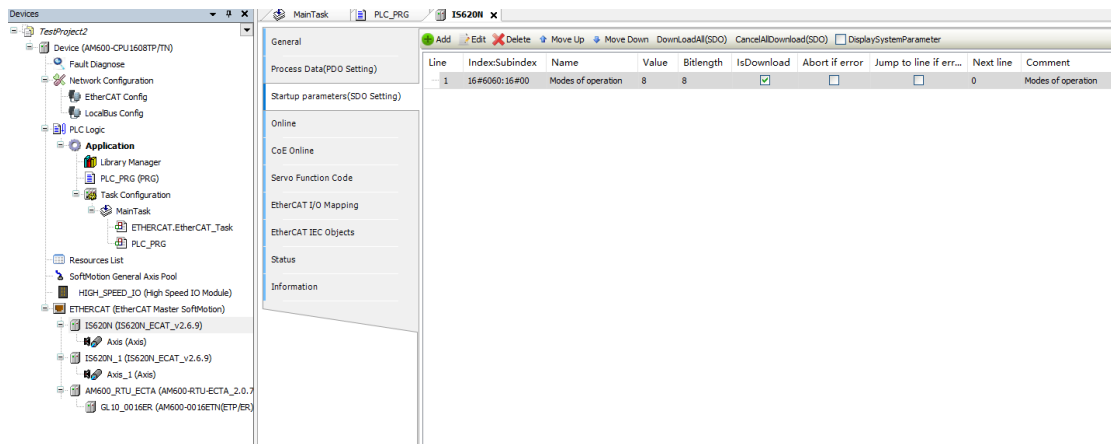 Devices
TestProject2
Device (AM600-CPU1608TP/TN)
Fault Diagnose
Network Configuration
EtherCAT Config
LocalBus Config
PLC Logic
Application
Library Manager
PLC_PRG (PRG)
Task Configuration
MainTask
ETHERCAT.EtherCAT_Task
PLC_PRG
Resources List
SoftMotion General Axis Pool
HIGH_SPEED_IO (High Speed IO Module)
ETHERCAT (EtherCAT Master SoftMotion)
IS620N (IS620N_ECAT_v2.6.9)
Axis (Axis)
IS620N_1 (IS620N_ECAT_v2.6.9)
Axis_1 (Axis)
AM600_RTU_ECTA (AM600-RTU-ECTA_2.0.7
GL10_0016ER (AM600-0016ETN(ETP/ER)
MainTask PLC_PRG IS620N X
General
Process Data(PDO Setting)
Startup parameters(SDO Setting)
Online
CoE Online
Servo Function Code
EtherCAT I/O Mapping
EtherCAT IEC Objects
Status
Information
Add Edit Delete Move Up Move Down DownLoadAll(SDO) CancelAllDownload(SDO) DisplaySystemParameter
Line Index:Subindex Name Value Bitlength IsDownload Abort if error Jump to line if err... Next line Comment
1 16#6060:16#00 Modes of operation 8 8 0 Modes of operation